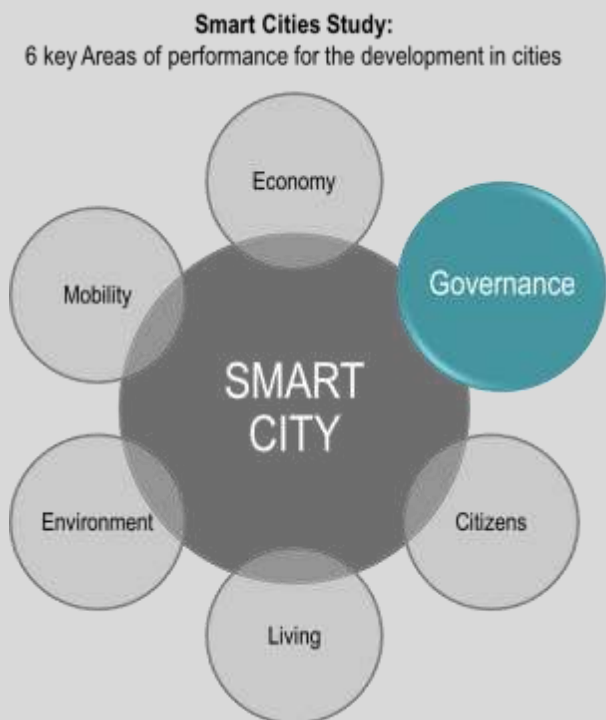 Smart Cities Study:
6 key Areas of performance for the development in cities
Economy
Governance
Mobility
SMART
CITY
Environment
Citizens
Living